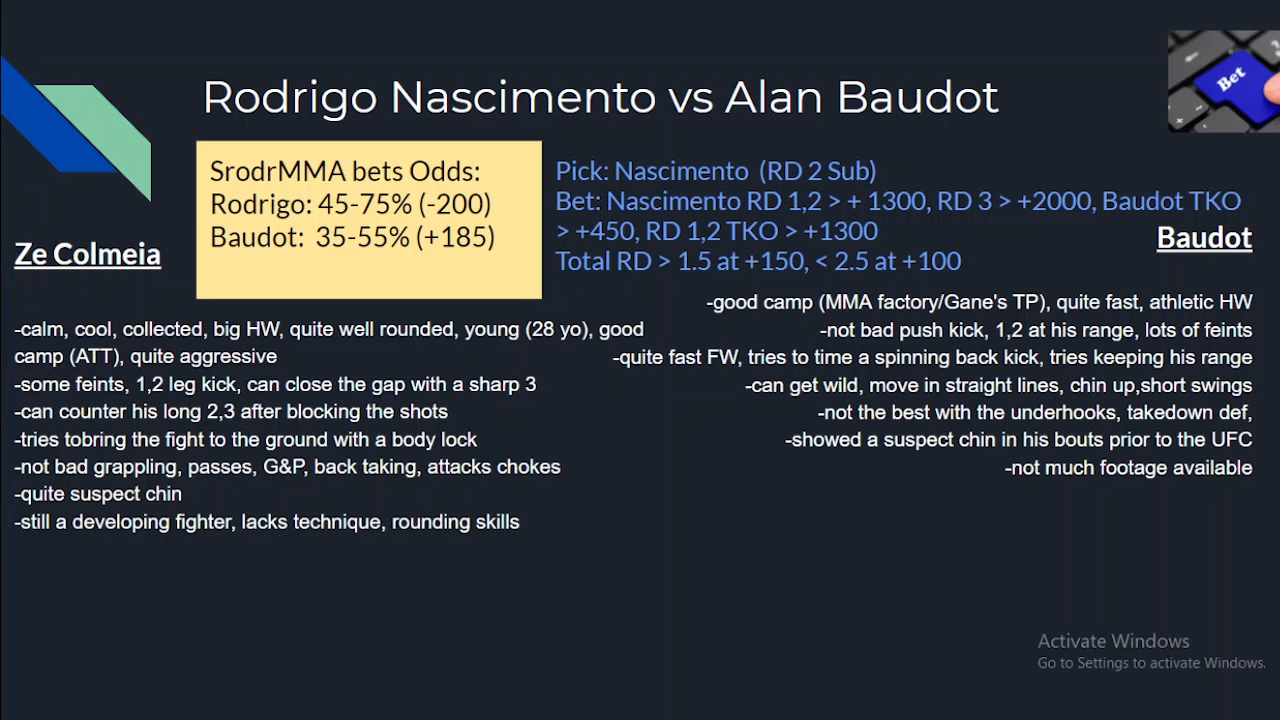 Rodrigo Nascimento vs Alan Baudot
Bet
SrodrMMA bets Odds:
Rodrigo: 45-75% (-200)
Baudot:  35-55% (+185)
Pick: Nascimento  (RD 2 Sub)
Bet: Nascimento RD 1,2 > + 1300, RD 3 > +2000, Baudot TKO
> +450, RD 1,2 TKO > +1300
Total RD > 1.5 at +150, < 2.5 at +100
Ze Colmeia
-calm, cool, collected, big HW, quite well rounded, young (28 yo), good
camp (ATT), quite aggressive
-some feints, 1,2 leg kick, can close the gap with a sharp 3
-can counter his long 2,3 after blocking the shots
-tries tobring the fight to the ground with a body lock
-not bad grappling, passes, G&P, back taking, attacks chokes
-quite suspect chin
-still a developing fighter, lacks technique, rounding skills
Baudot
-good camp (MMA factory/Gane's TP), quite fast, athletic HW
-not bad push kick, 1,2 at his range, lots of feints
-quite fast FW, tries to time a spinning back kick, tries keeping his range
-can get wild, move in straight lines, chin up,short swings
-not the best with the underhooks, takedown def,
-showed a suspect chin in his bouts prior to the UFC
-not much footage available
Activate Windows
Go to Settings to activate Windows.